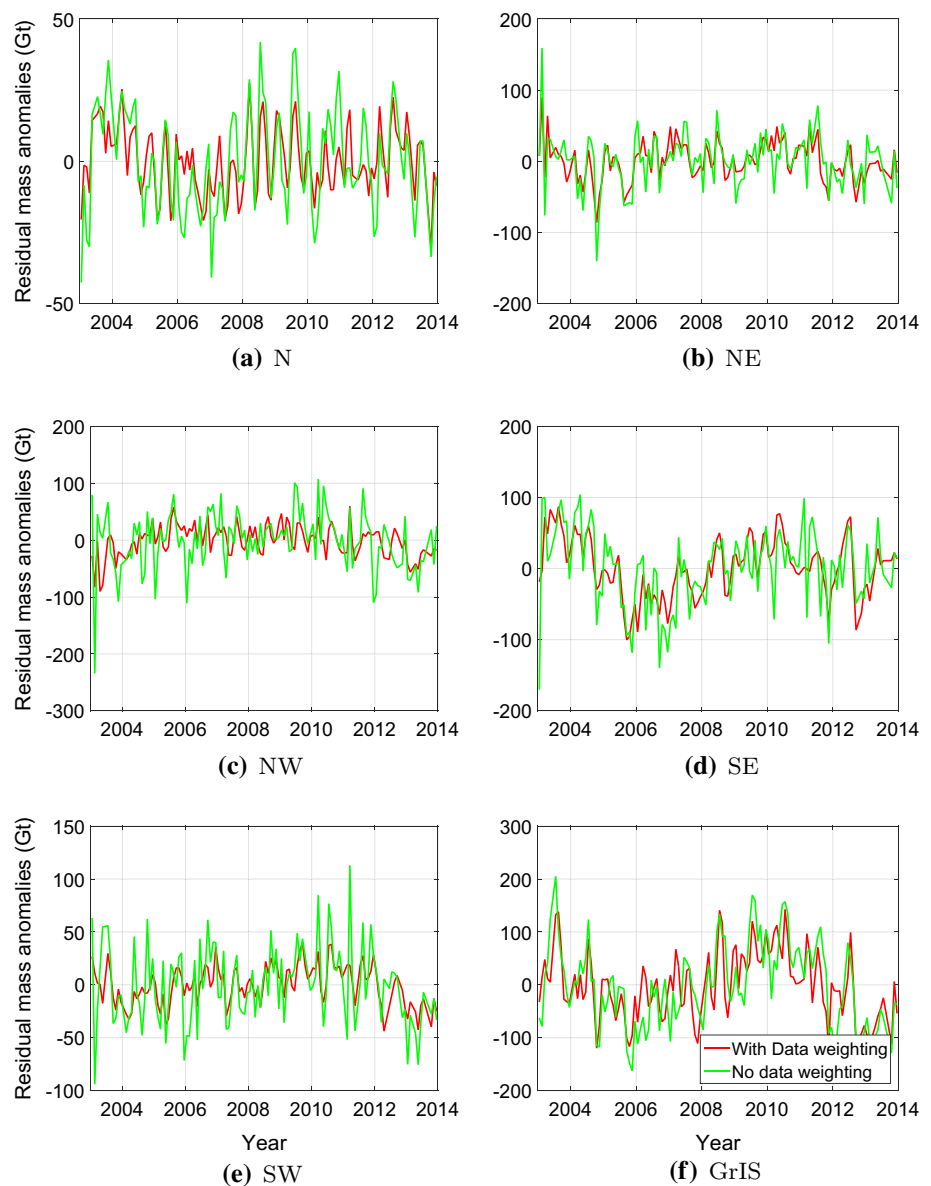 50
0
-50
Residual mass anomalies (Gt)
2004 2006 2008 2010 2012 2014
(a) N
200
100
0
-100
-200
2004 2006 2008 2010 2012 2014
(b) NE
200
100
0
-100
-200
-300
Residual mass anomalies (Gt)
2004 2006 2008 2010 2012 2014
(c) NW
200
100
0
-100
-200
2004 2006 2008 2010 2012 2014
(d) SE
150
100
50
0
-50
-100
Residual mass anomalies (Gt)
2004 2006 2008 2010 2012 2014
Year
(e) SW
300
200
100
0
-100
-200
With Data weighting
No data weighting
2004 2006 2008 2010 2012 2014
Year
(f) GrIS